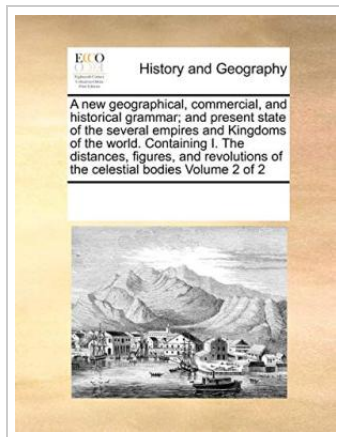 ECCO
History and Geography
A new geographical, commercial, and
historical grammar; and present state
of the several empires and Kingdoms
of the world. Containing I. The
distances, figures, and revolutions of
the celestial bodies Volume 2 of 2